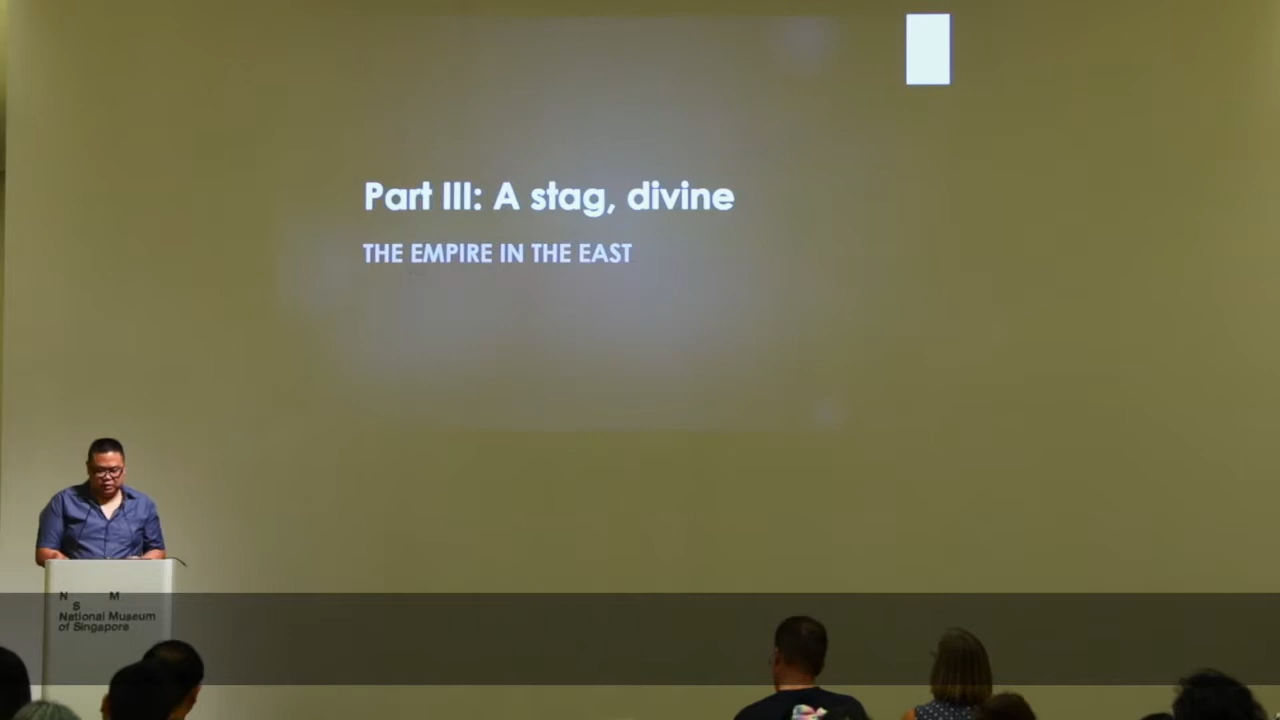 Part III: A stag, divine
THE EMPIRE IN THE EAST
N M
S
National Museum
of Singapore